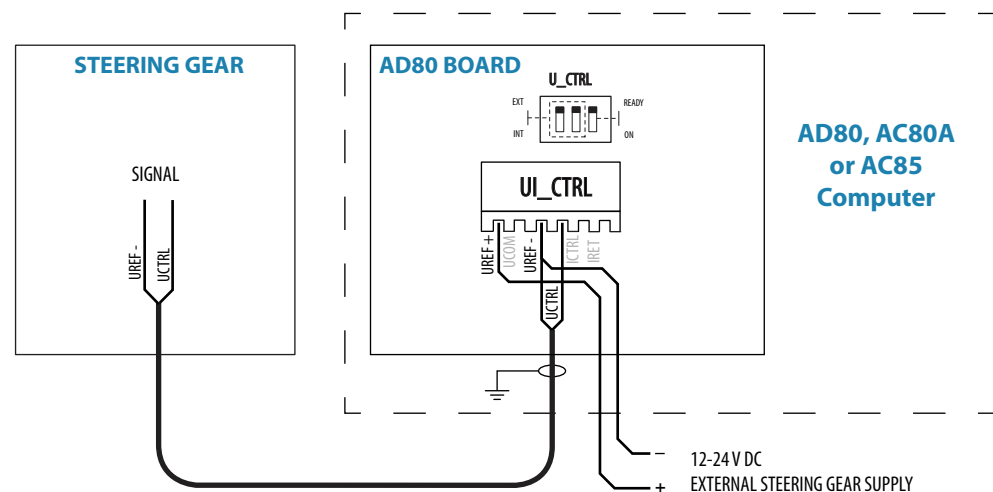 STEERING GEAR
SIGNAL
UREF -
UCTRL
AD80 BOARD
U_CTRL
EXT
READY
INT
ON
UI_CTRL
UREF +
UCOM
UREF -
UCTRL
ICTRL
IRET
AD80, AC80A
or AC85
Computer
– 12-24 V DC
+ EXTERNAL STEERING GEAR SUPPLY